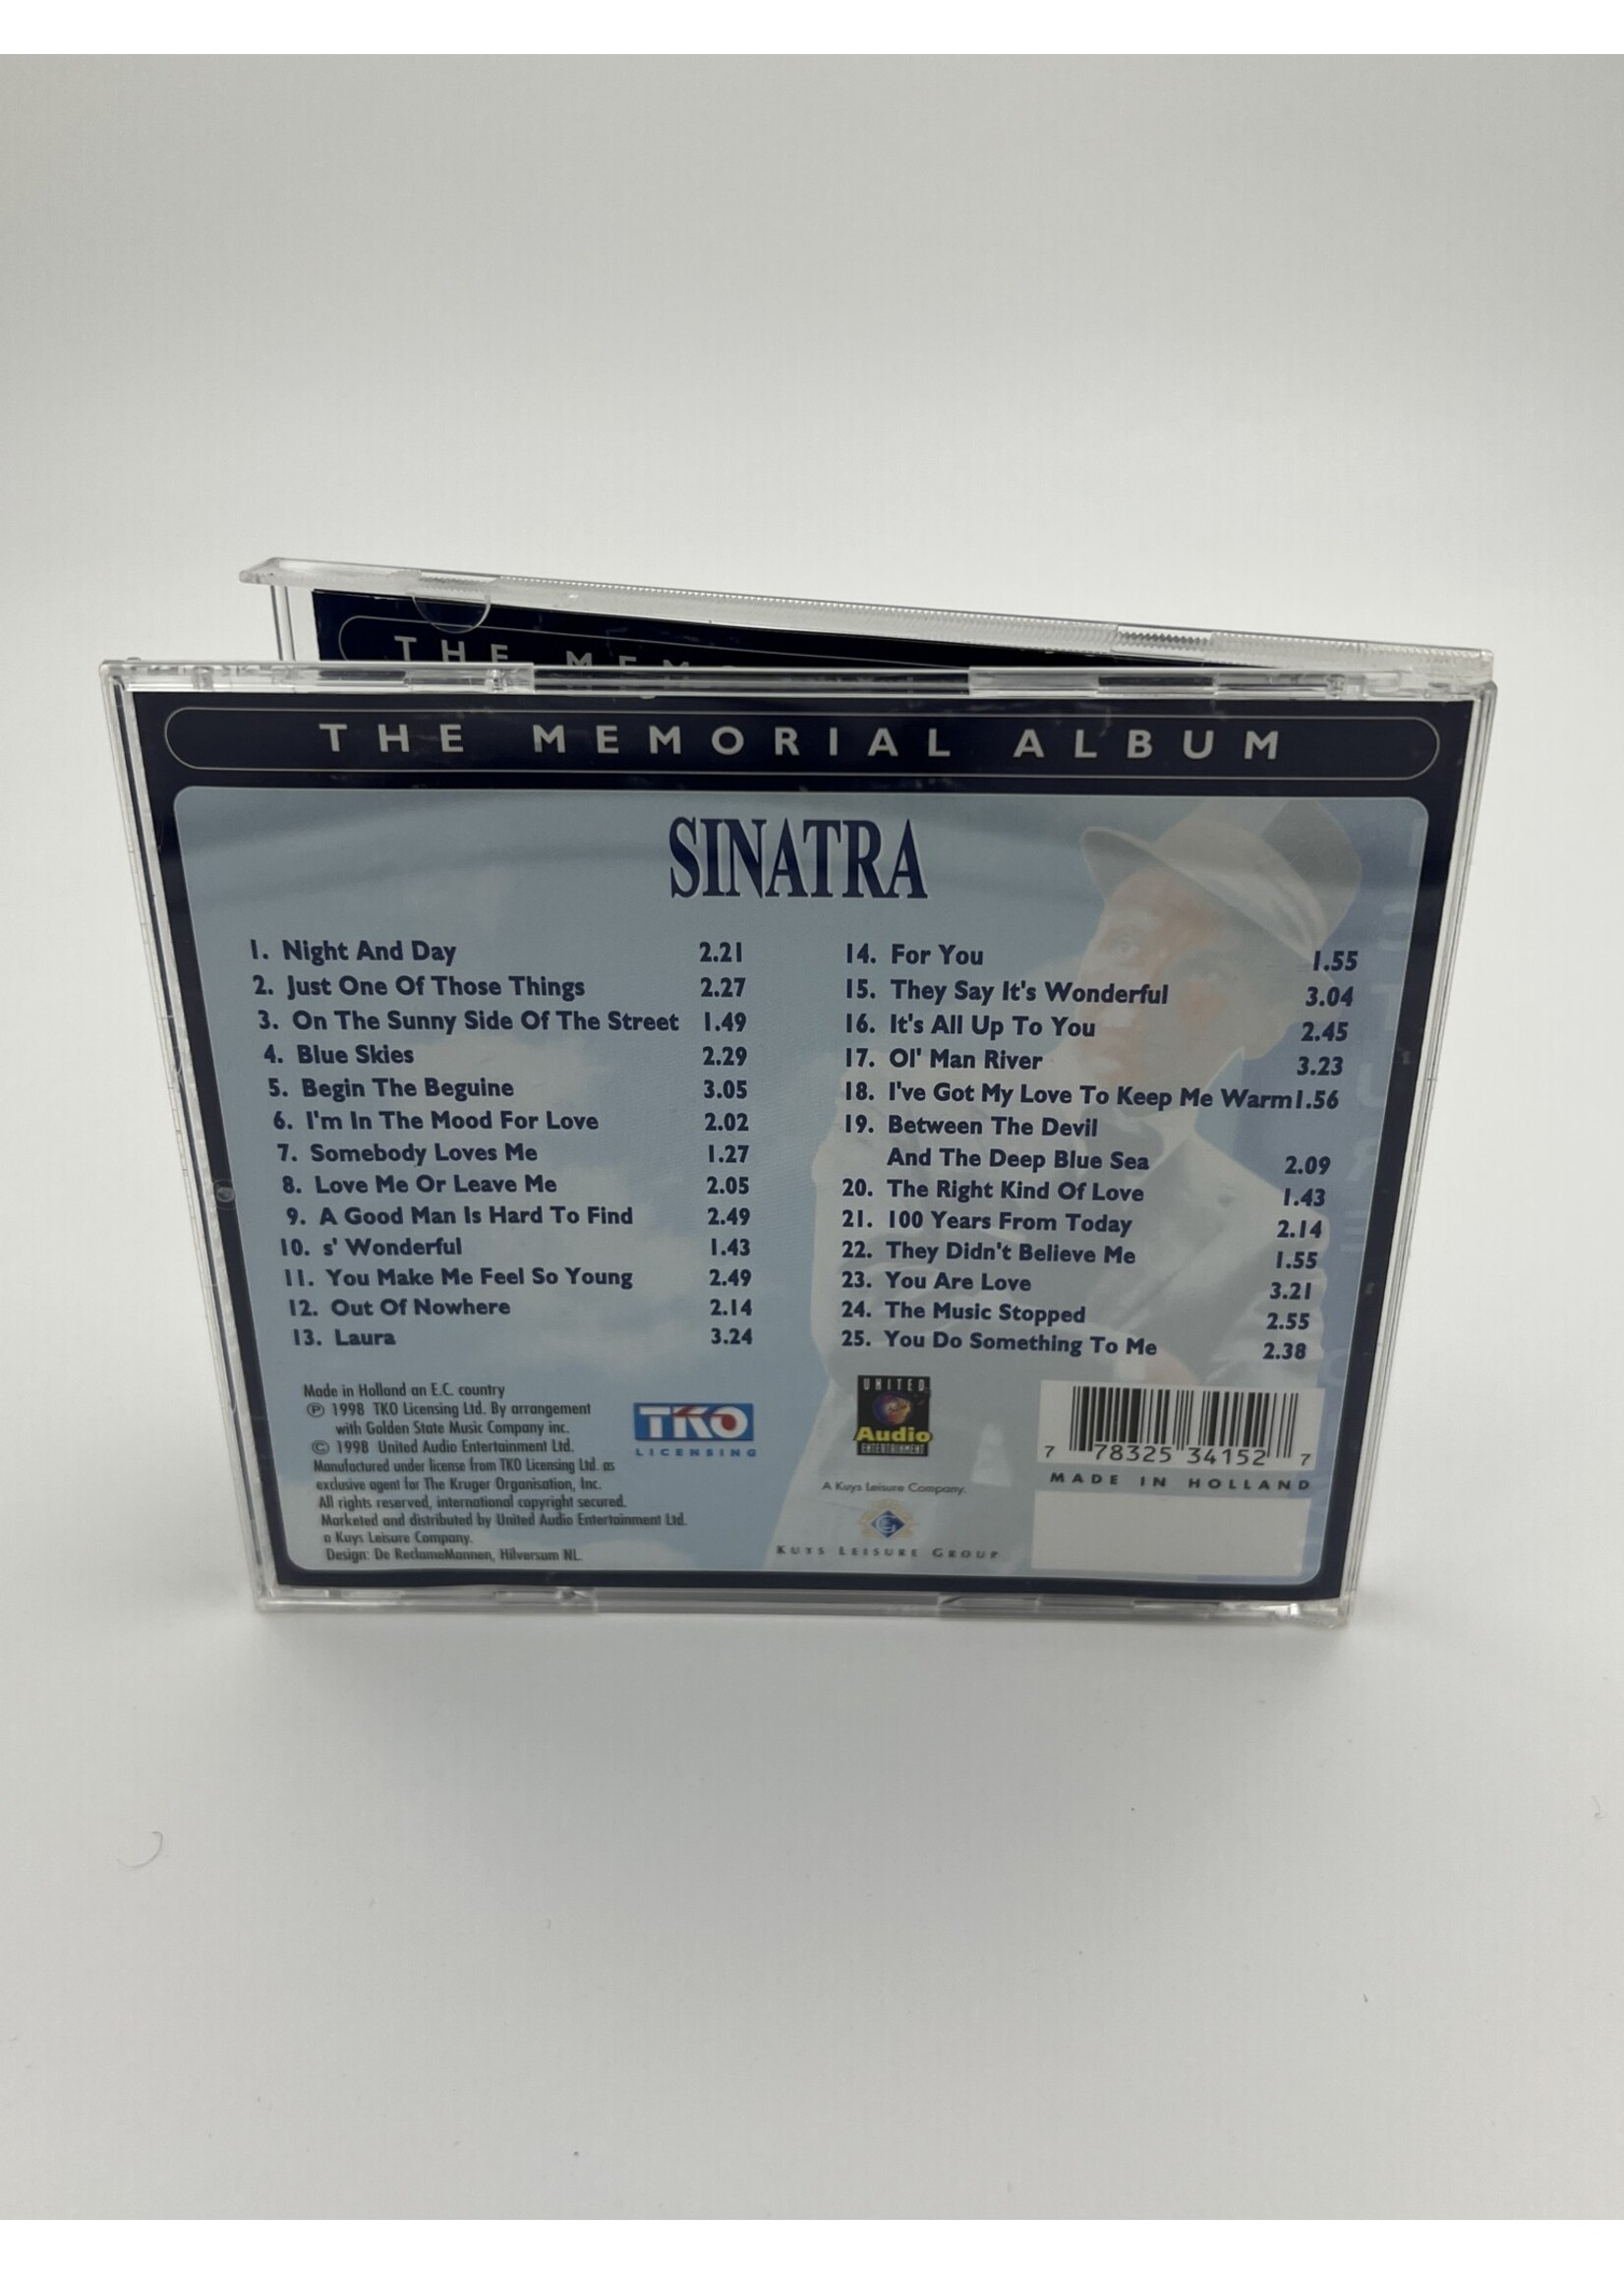 THE MEMO
THE MEMORIAL ALBUM
SINATRA
1. Night And Day 2.21
2. Just One Of Those Things 2.27
3. On The Sunny Side Of The Street 1.49
4. Blue Skies 2.29
5. Begin The Beguine 3.05
6. I'm In The Mood For Love 2.02
7. Somebody Loves Me 1.27
8. Love Me Or Leave Me 2.05
9. A Good Man Is Hard To Find 2.49
10. s' Wonderful 1.43
11. You Make Me Feel So Young 2.49
12. Out Of Nowhere 2.14
13. Laura 3.24
14. For You 1.55
15. They Say It's Wonderful 3.04
16. It's All Up To You 2.45
17. Ol' Man River 3.23
18. I've Got My Love To Keep Me Warm 1.56
19. Between The Devil
And The Deep Blue Sea 2.09
20. The Right Kind Of Love 1.43
21. 100 Years From Today 2.14
22. They Didn't Believe Me 1.55
23. You Are Love 3.21
24. The Music Stopped 2.55
25. You Do Something To Me 2.38
Made in Holland an E.C. country
℗ 1998 TKO Licensing Ltd. By arrangement
with Golden State Music Company inc.
© 1998 United Audio Entertainment Ltd.
Manufactured under license from TKO Licensing Ltd. as
exclusive agent for The Kruger Organisation, Inc.
All rights reserved, international copyright secured.
Marketed and distributed by United Audio Entertainment Ltd.
a Kuys Leisure Company.
Design: De ReclameMannen, Hilversum NL.
TKO
LICENSING
UNITED
Audio
ENTERTAINMENT
A Kuys Leisure Company.
KUYS LEISURE GROUP
7 78325 34152 7
MADE IN HOLLAND